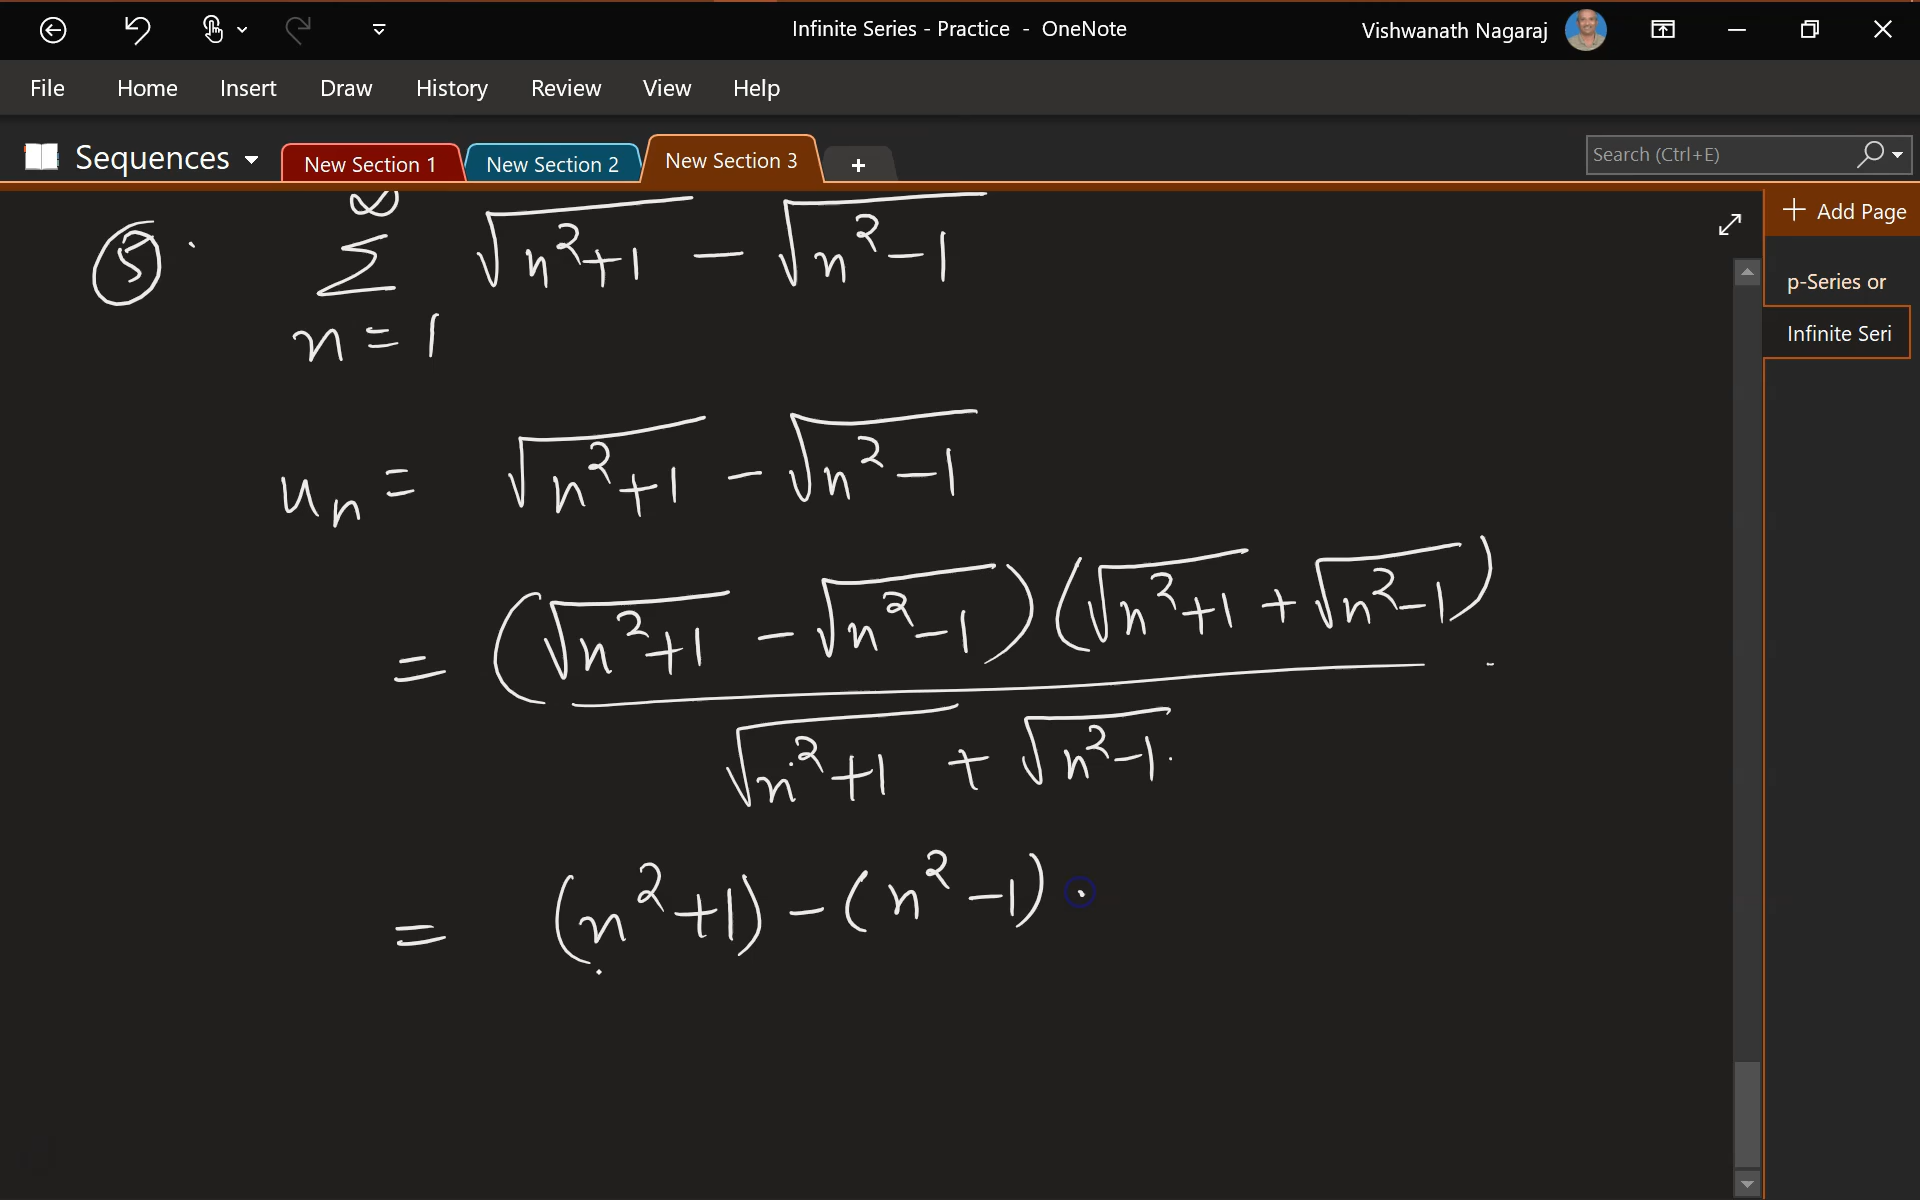 Infinite Series - Practice - OneNote
Vishwanath Nagaraj
File Home Insert Draw History Review View Help
Sequences New Section 1 New Section 2 New Section 3 +
Search (Ctrl+E)
+ Add Page
p-Series or
Infinite Seri
(5). ∞ ∑ n=1 √(n²+1) − √(n²−1)
uₙ = √(n²+1) − √(n²−1)
= (√(n²+1) − √(n²−1)) (√(n²+1) + √(n²−1))
√(n²+1) + √(n²−1).
= (n²+1) − (n²−1)